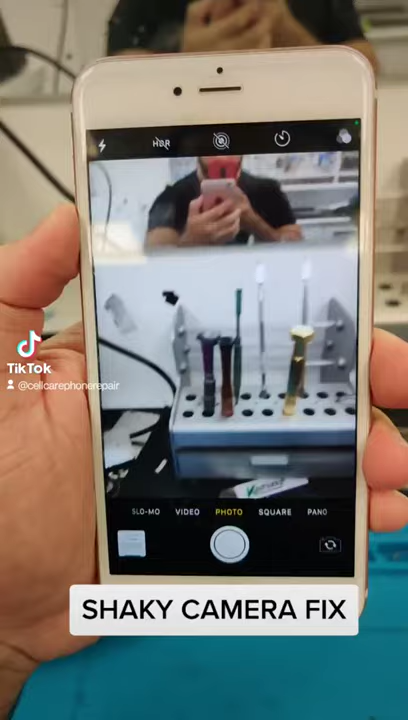 HDR
TikTok
@cellcarephonerepair
SLO-MO VIDEO PHOTO SQUARE PANO
SHAKY CAMERA FIX